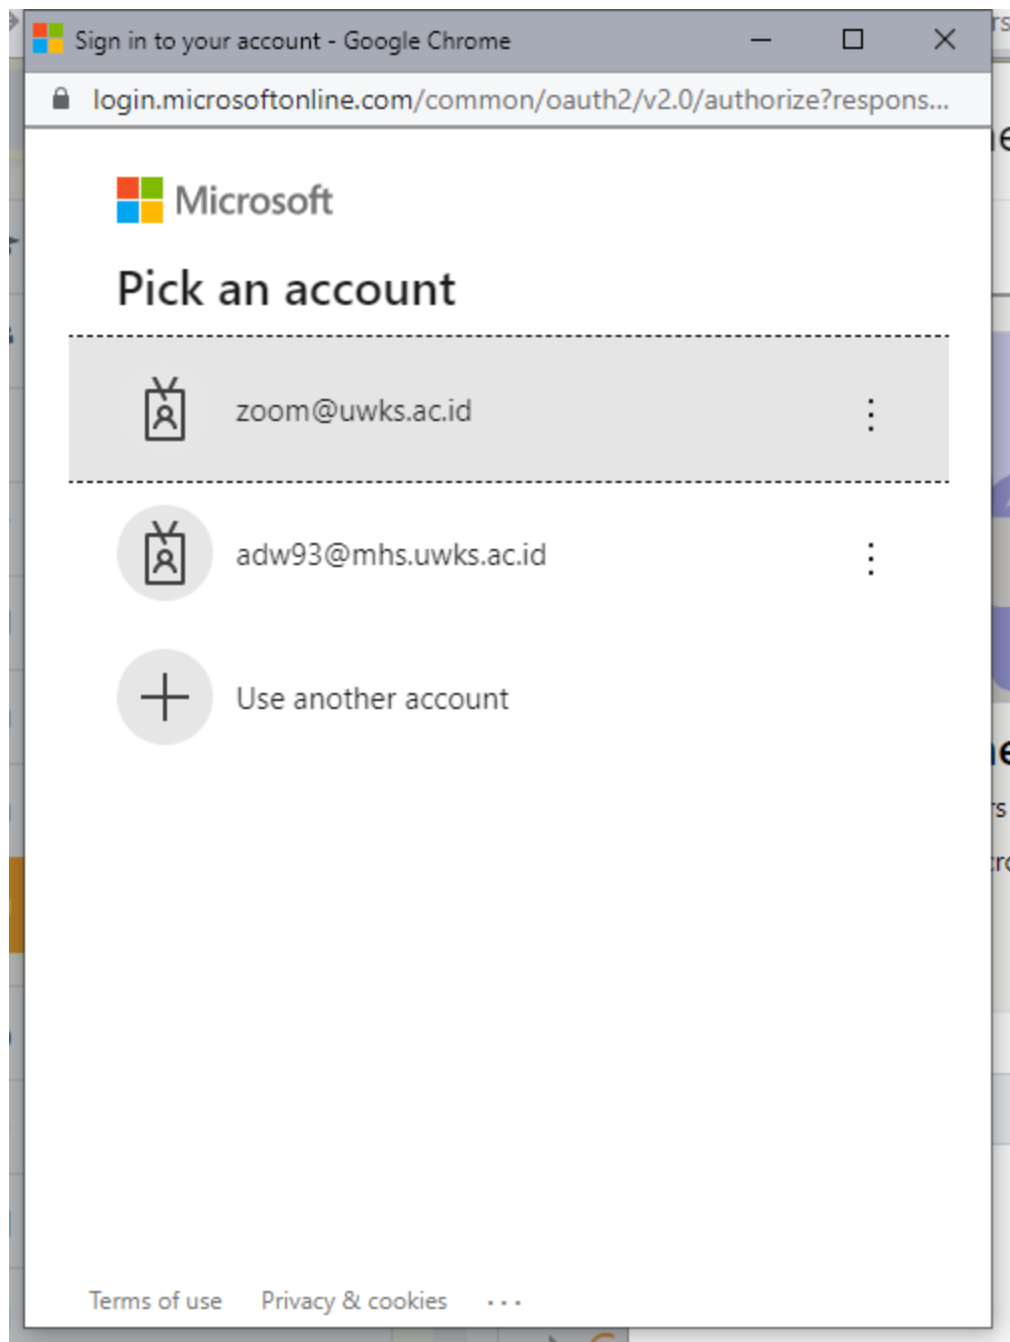 Sign in to your account - Google Chrome
login.microsoftonline.com/common/oauth2/v2.0/authorize?respons...
Microsoft
Pick an account
zoom@uwks.ac.id
adw93@mhs.uwks.ac.id
Use another account
Terms of use Privacy & cookies ...